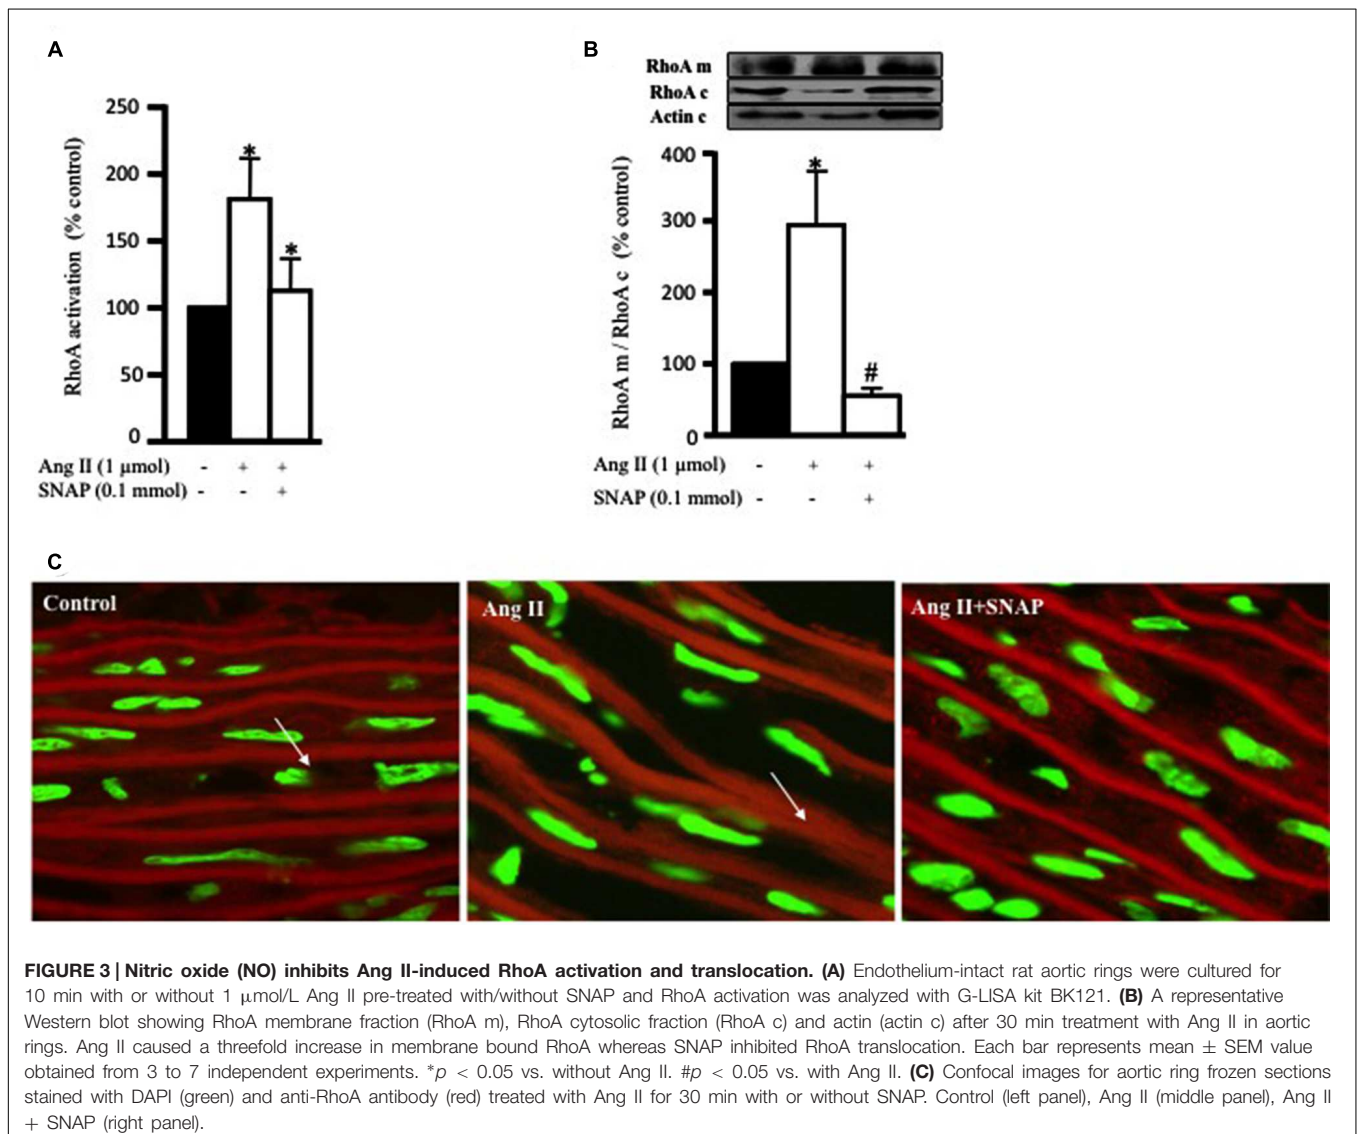 A
250
200
150
100
50
0
RhoA activation (% control)
*
*
Ang II (1 μmol) - + +
SNAP (0.1 mmol) - - +
B
RhoA m
RhoA c
Actin c
400
300
200
100
0
RhoA m / RhoA c (% control)
*
#
Ang II (1 μmol) - + +
SNAP (0.1 mmol) - - +
C
Control
Ang II
Ang II+SNAP
FIGURE 3 | Nitric oxide (NO) inhibits Ang II-induced RhoA activation and translocation. (A) Endothelium-intact rat aortic rings were cultured for
10 min with or without 1 μmol/L Ang II pre-treated with/without SNAP and RhoA activation was analyzed with G-LISA kit BK121. (B) A representative
Western blot showing RhoA membrane fraction (RhoA m), RhoA cytosolic fraction (RhoA c) and actin (actin c) after 30 min treatment with Ang II in aortic
rings. Ang II caused a threefold increase in membrane bound RhoA whereas SNAP inhibited RhoA translocation. Each bar represents mean ± SEM value
obtained from 3 to 7 independent experiments. *p < 0.05 vs. without Ang II. #p < 0.05 vs. with Ang II. (C) Confocal images for aortic ring frozen sections
stained with DAPI (green) and anti-RhoA antibody (red) treated with Ang II for 30 min with or without SNAP. Control (left panel), Ang II (middle panel), Ang II
+ SNAP (right panel).